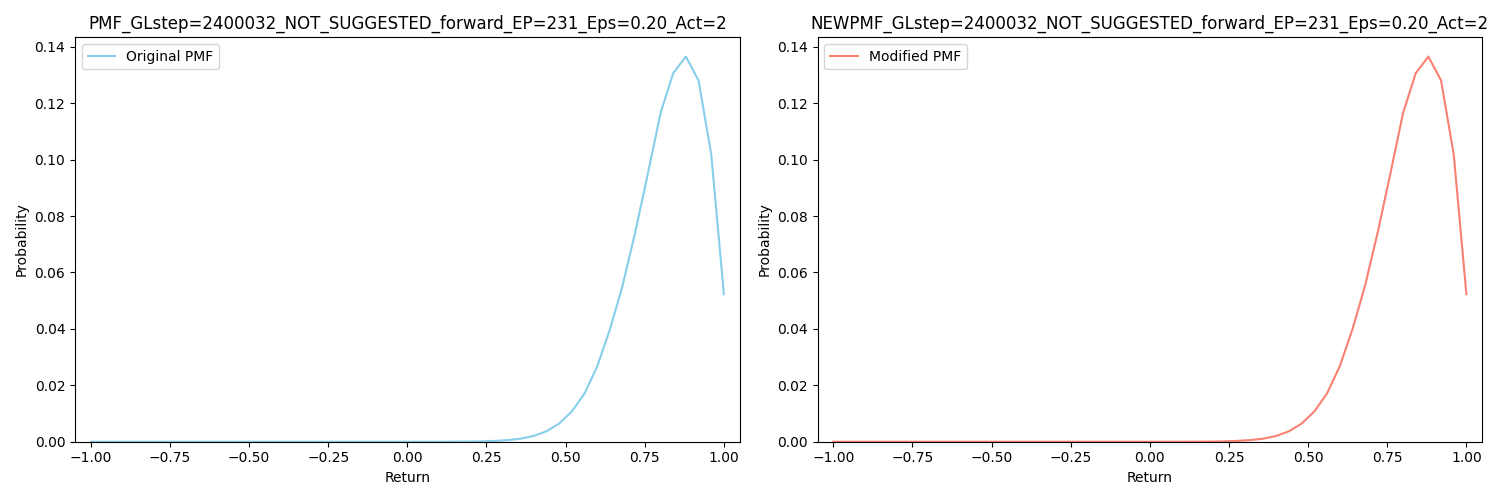 PMF_GLstep=2400032_NOT_SUGGESTED_forward_EP=231_Eps=0.20_Act=2
Original PMF
0.14
0.12
0.10
0.08
0.06
0.04
0.02
0.00
Probability
−1.00 −0.75 −0.50 −0.25 0.00 0.25 0.50 0.75 1.00
Return
NEWPMF_GLstep=2400032_NOT_SUGGESTED_forward_EP=231_Eps=0.20_Act=2
Modified PMF
0.14
0.12
0.10
0.08
0.06
0.04
0.02
0.00
Probability
−1.00 −0.75 −0.50 −0.25 0.00 0.25 0.50 0.75 1.00
Return